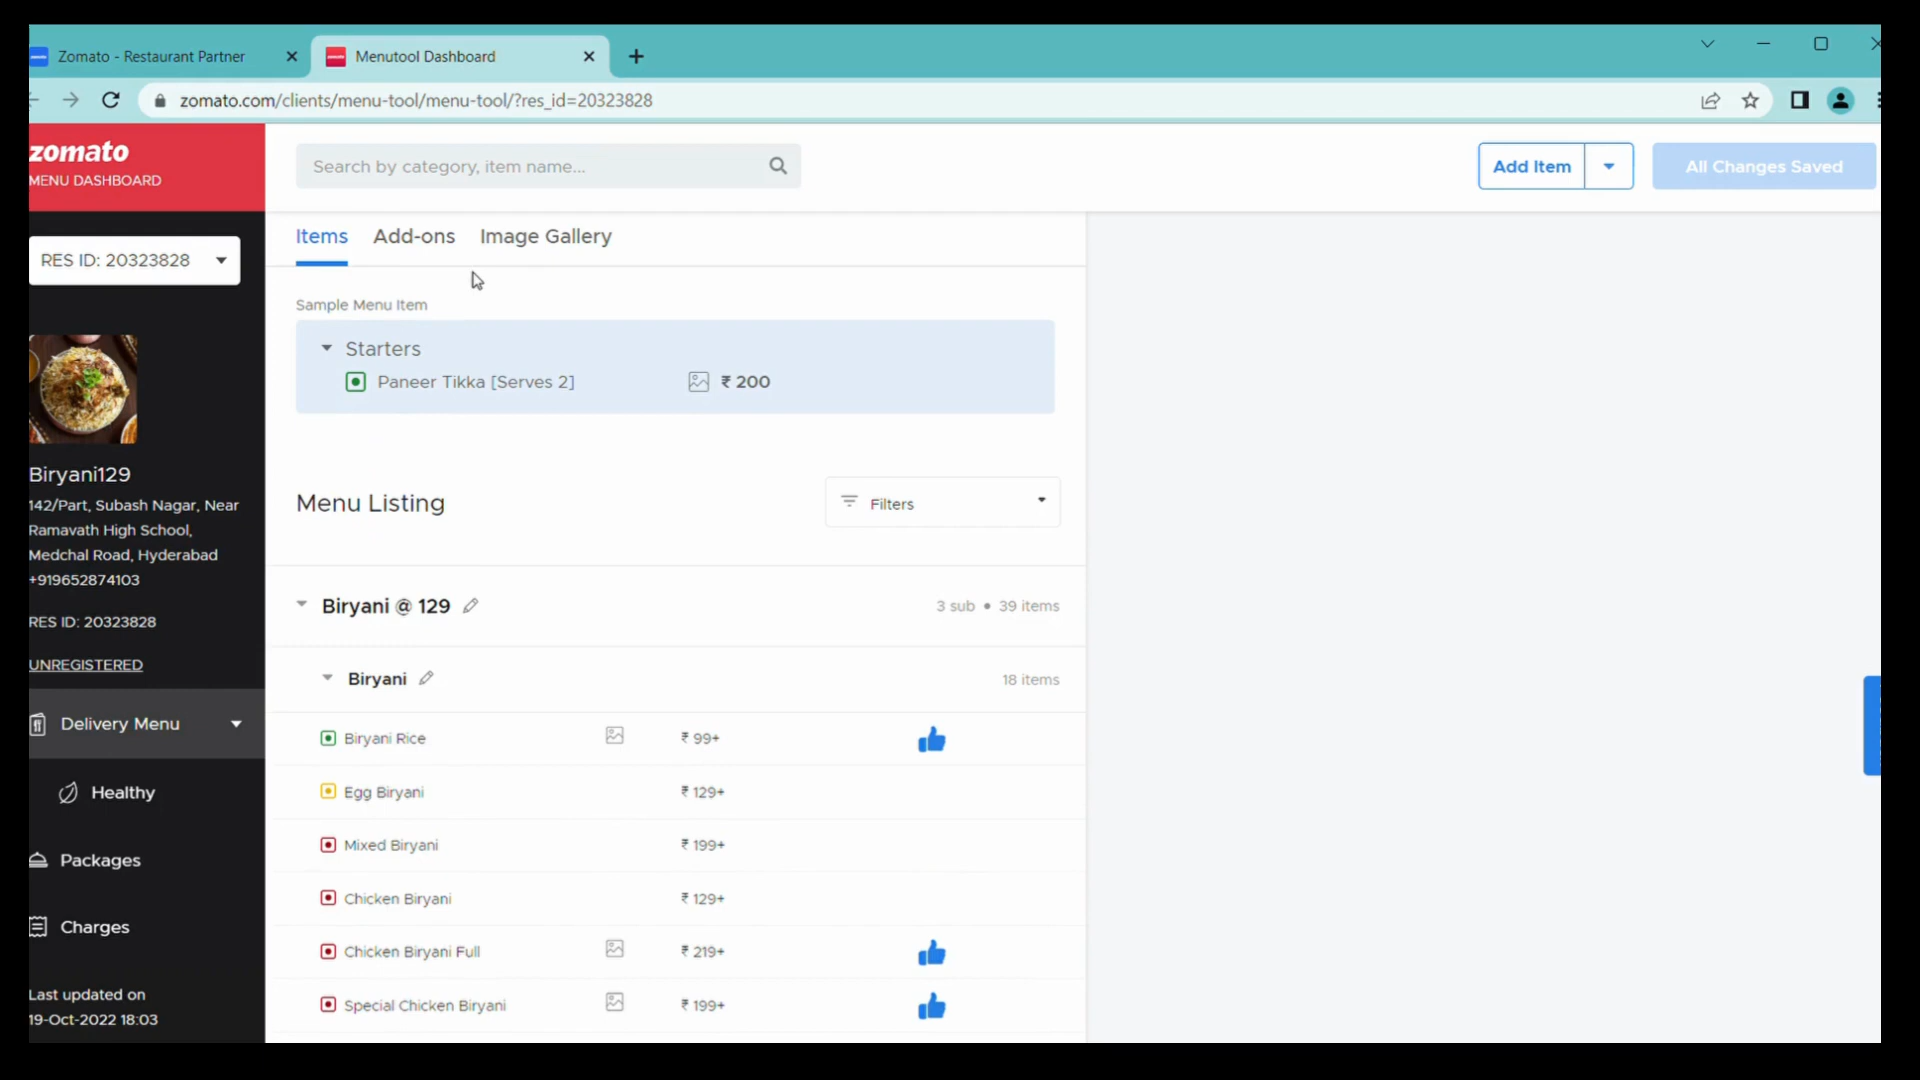 Zomato - Restaurant Partner
Menutool Dashboard
zomato.com/clients/menu-tool/menu-tool/?res_id=20323828
zomato
MENU DASHBOARD
Search by category, item name...
Add Item
All Changes Saved
RES ID: 20323828
Items
Add-ons
Image Gallery
Sample Menu Item
Starters
Paneer Tikka [Serves 2]
₹ 200
Biryani129
142/Part, Subash Nagar, Near
Ramavath High School,
Medchal Road, Hyderabad
+919652874103
RES ID: 20323828
UNREGISTERED
Delivery Menu
Healthy
Packages
Charges
Last updated on
19-Oct-2022 18:03
Menu Listing
Filters
Biryani @ 129
3 sub • 39 items
Biryani
18 items
Biryani Rice ₹ 99+
Egg Biryani ₹ 129+
Mixed Biryani ₹ 199+
Chicken Biryani ₹ 129+
Chicken Biryani Full ₹ 219+
Special Chicken Biryani ₹ 199+